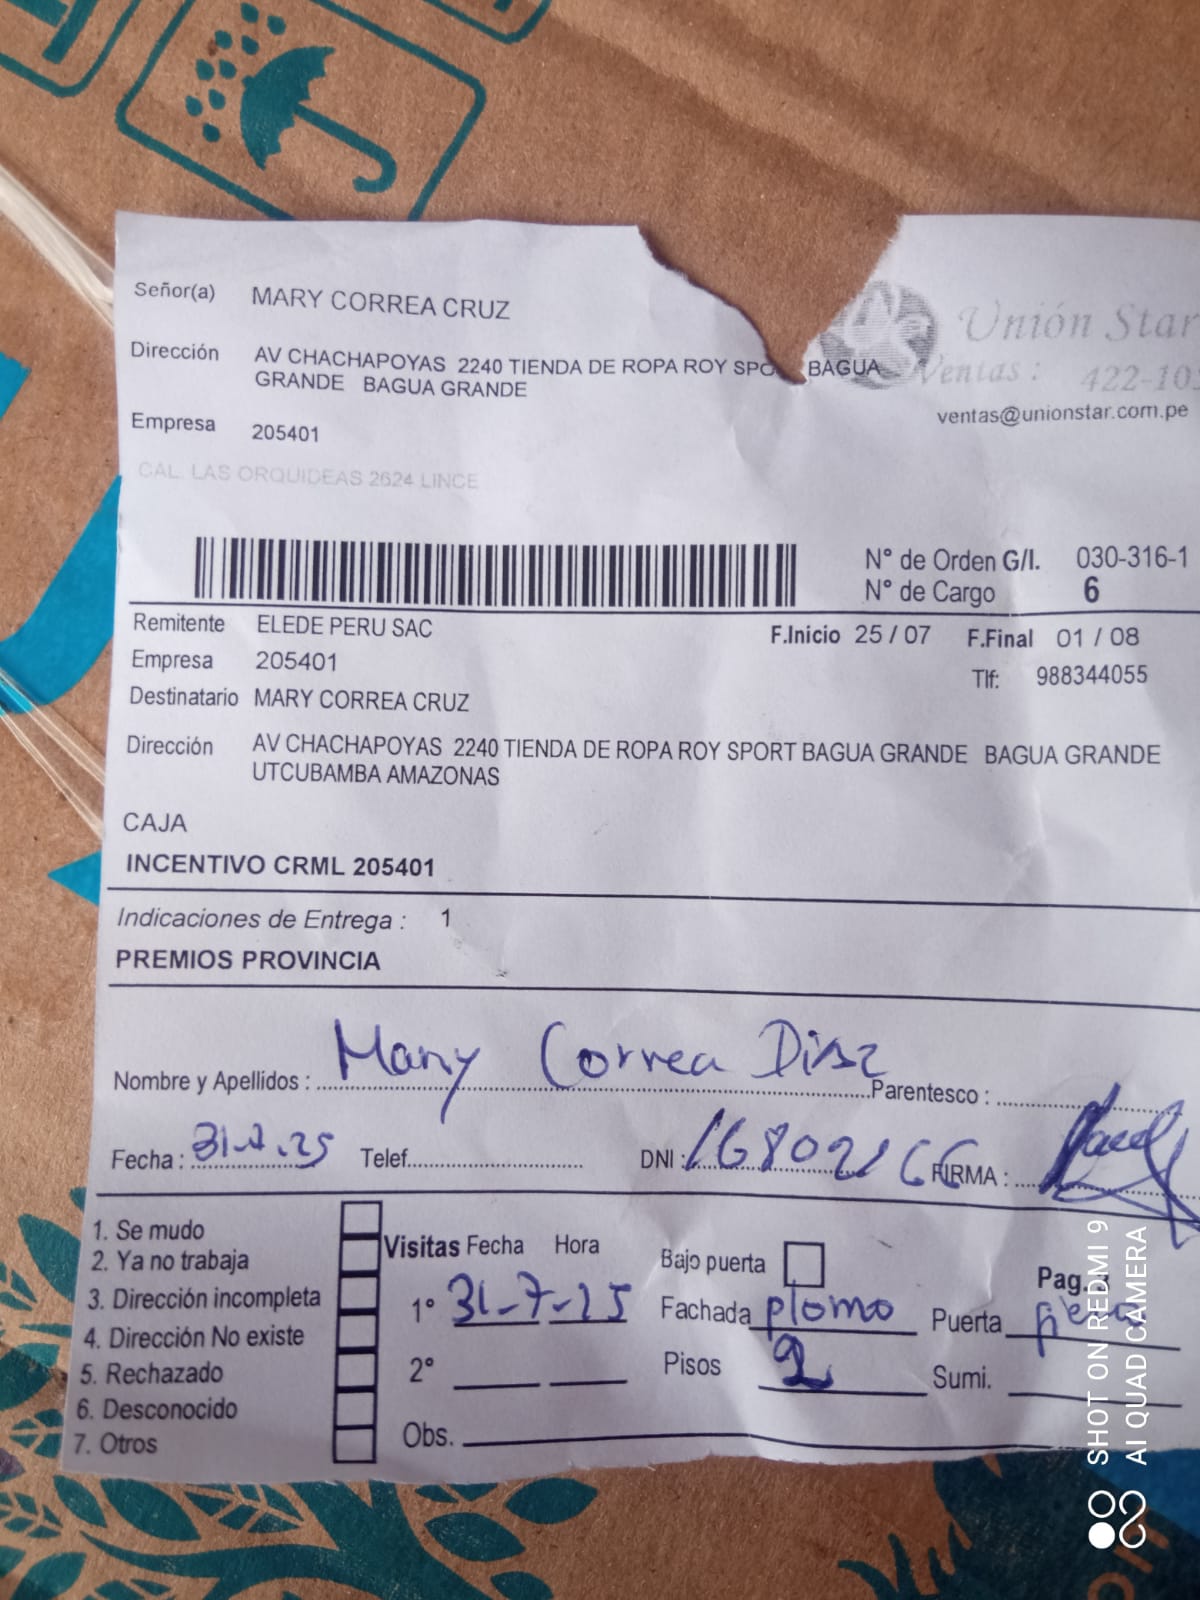 Señor(a) MARY CORREA CRUZ
Unión Star
Dirección AV CHACHAPOYAS 2240 TIENDA DE ROPA ROY SPO BAGUA
GRANDE BAGUA GRANDE
Ventas : 422-10
ventas@unionstar.com.pe
Empresa 205401
CAL. LAS ORQUIDEAS 2624 LINCE
N° de Orden G/I. 030-316-1
N° de Cargo 6
Remitente ELEDE PERU SAC
F.Inicio 25 / 07 F.Final 01 / 08
Empresa 205401
Tlf: 988344055
Destinatario MARY CORREA CRUZ
Dirección AV CHACHAPOYAS 2240 TIENDA DE ROPA ROY SPORT BAGUA GRANDE BAGUA GRANDE
UTCUBAMBA AMAZONAS
CAJA
INCENTIVO CRML 205401
Indicaciones de Entrega : 1
PREMIOS PROVINCIA
Nombre y Apellidos : Mary Correa Diaz Parentesco :
Fecha : 31-7-25 Telef. DNI : 16802166 FIRMA :
1. Se mudo
2. Ya no trabaja
3. Dirección incompleta
4. Dirección No existe
5. Rechazado
6. Desconocido
7. Otros
Visitas Fecha Hora
1° 31-7-25
2°
Obs.
Bajo puerta
Fachada plomo
Pisos 2
Pag.
Puerta
Sumi.
SHOT ON REDMI 9
AI QUAD CAMERA